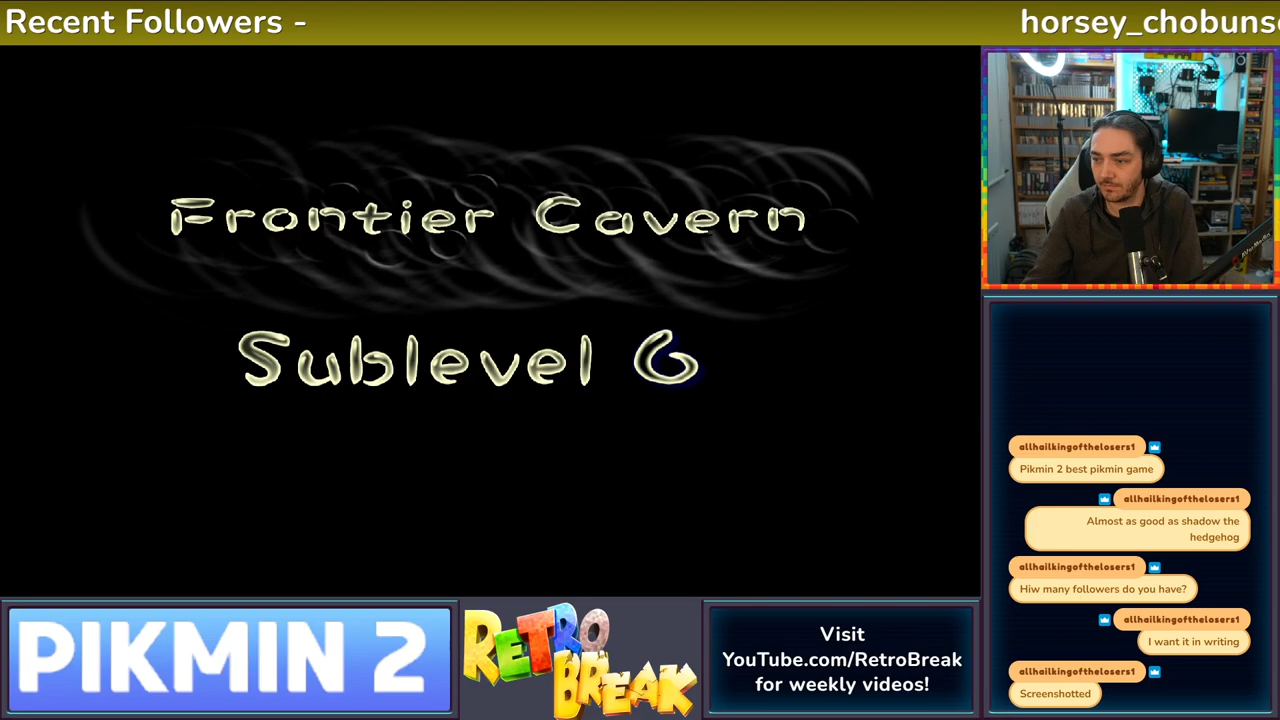 Recent Followers -
horsey_chobuns
Frontier Cavern
Sublevel 6
allhailkingofthelosers1
Pikmin 2 best pikmin game
allhailkingofthelosers1
Almost as good as shadow the
hedgehog
allhailkingofthelosers1
Hiw many followers do you have?
allhailkingofthelosers1
I want it in writing
allhailkingofthelosers1
Screenshotted
PIKMIN 2
RETRO
BREAK
Visit
YouTube.com/RetroBreak
for weekly videos!